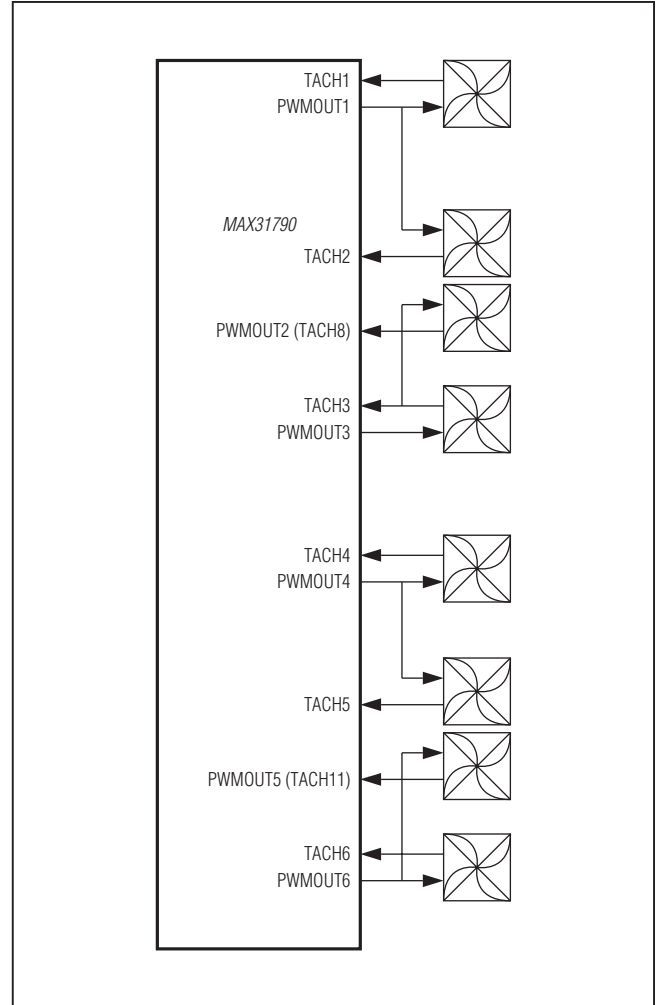 TACH1
PWMOUT1
MAX31790
TACH2
PWMOUT2 (TACH8)
TACH3
PWMOUT3
TACH4
PWMOUT4
TACH5
PWMOUT5 (TACH11)
TACH6
PWMOUT6